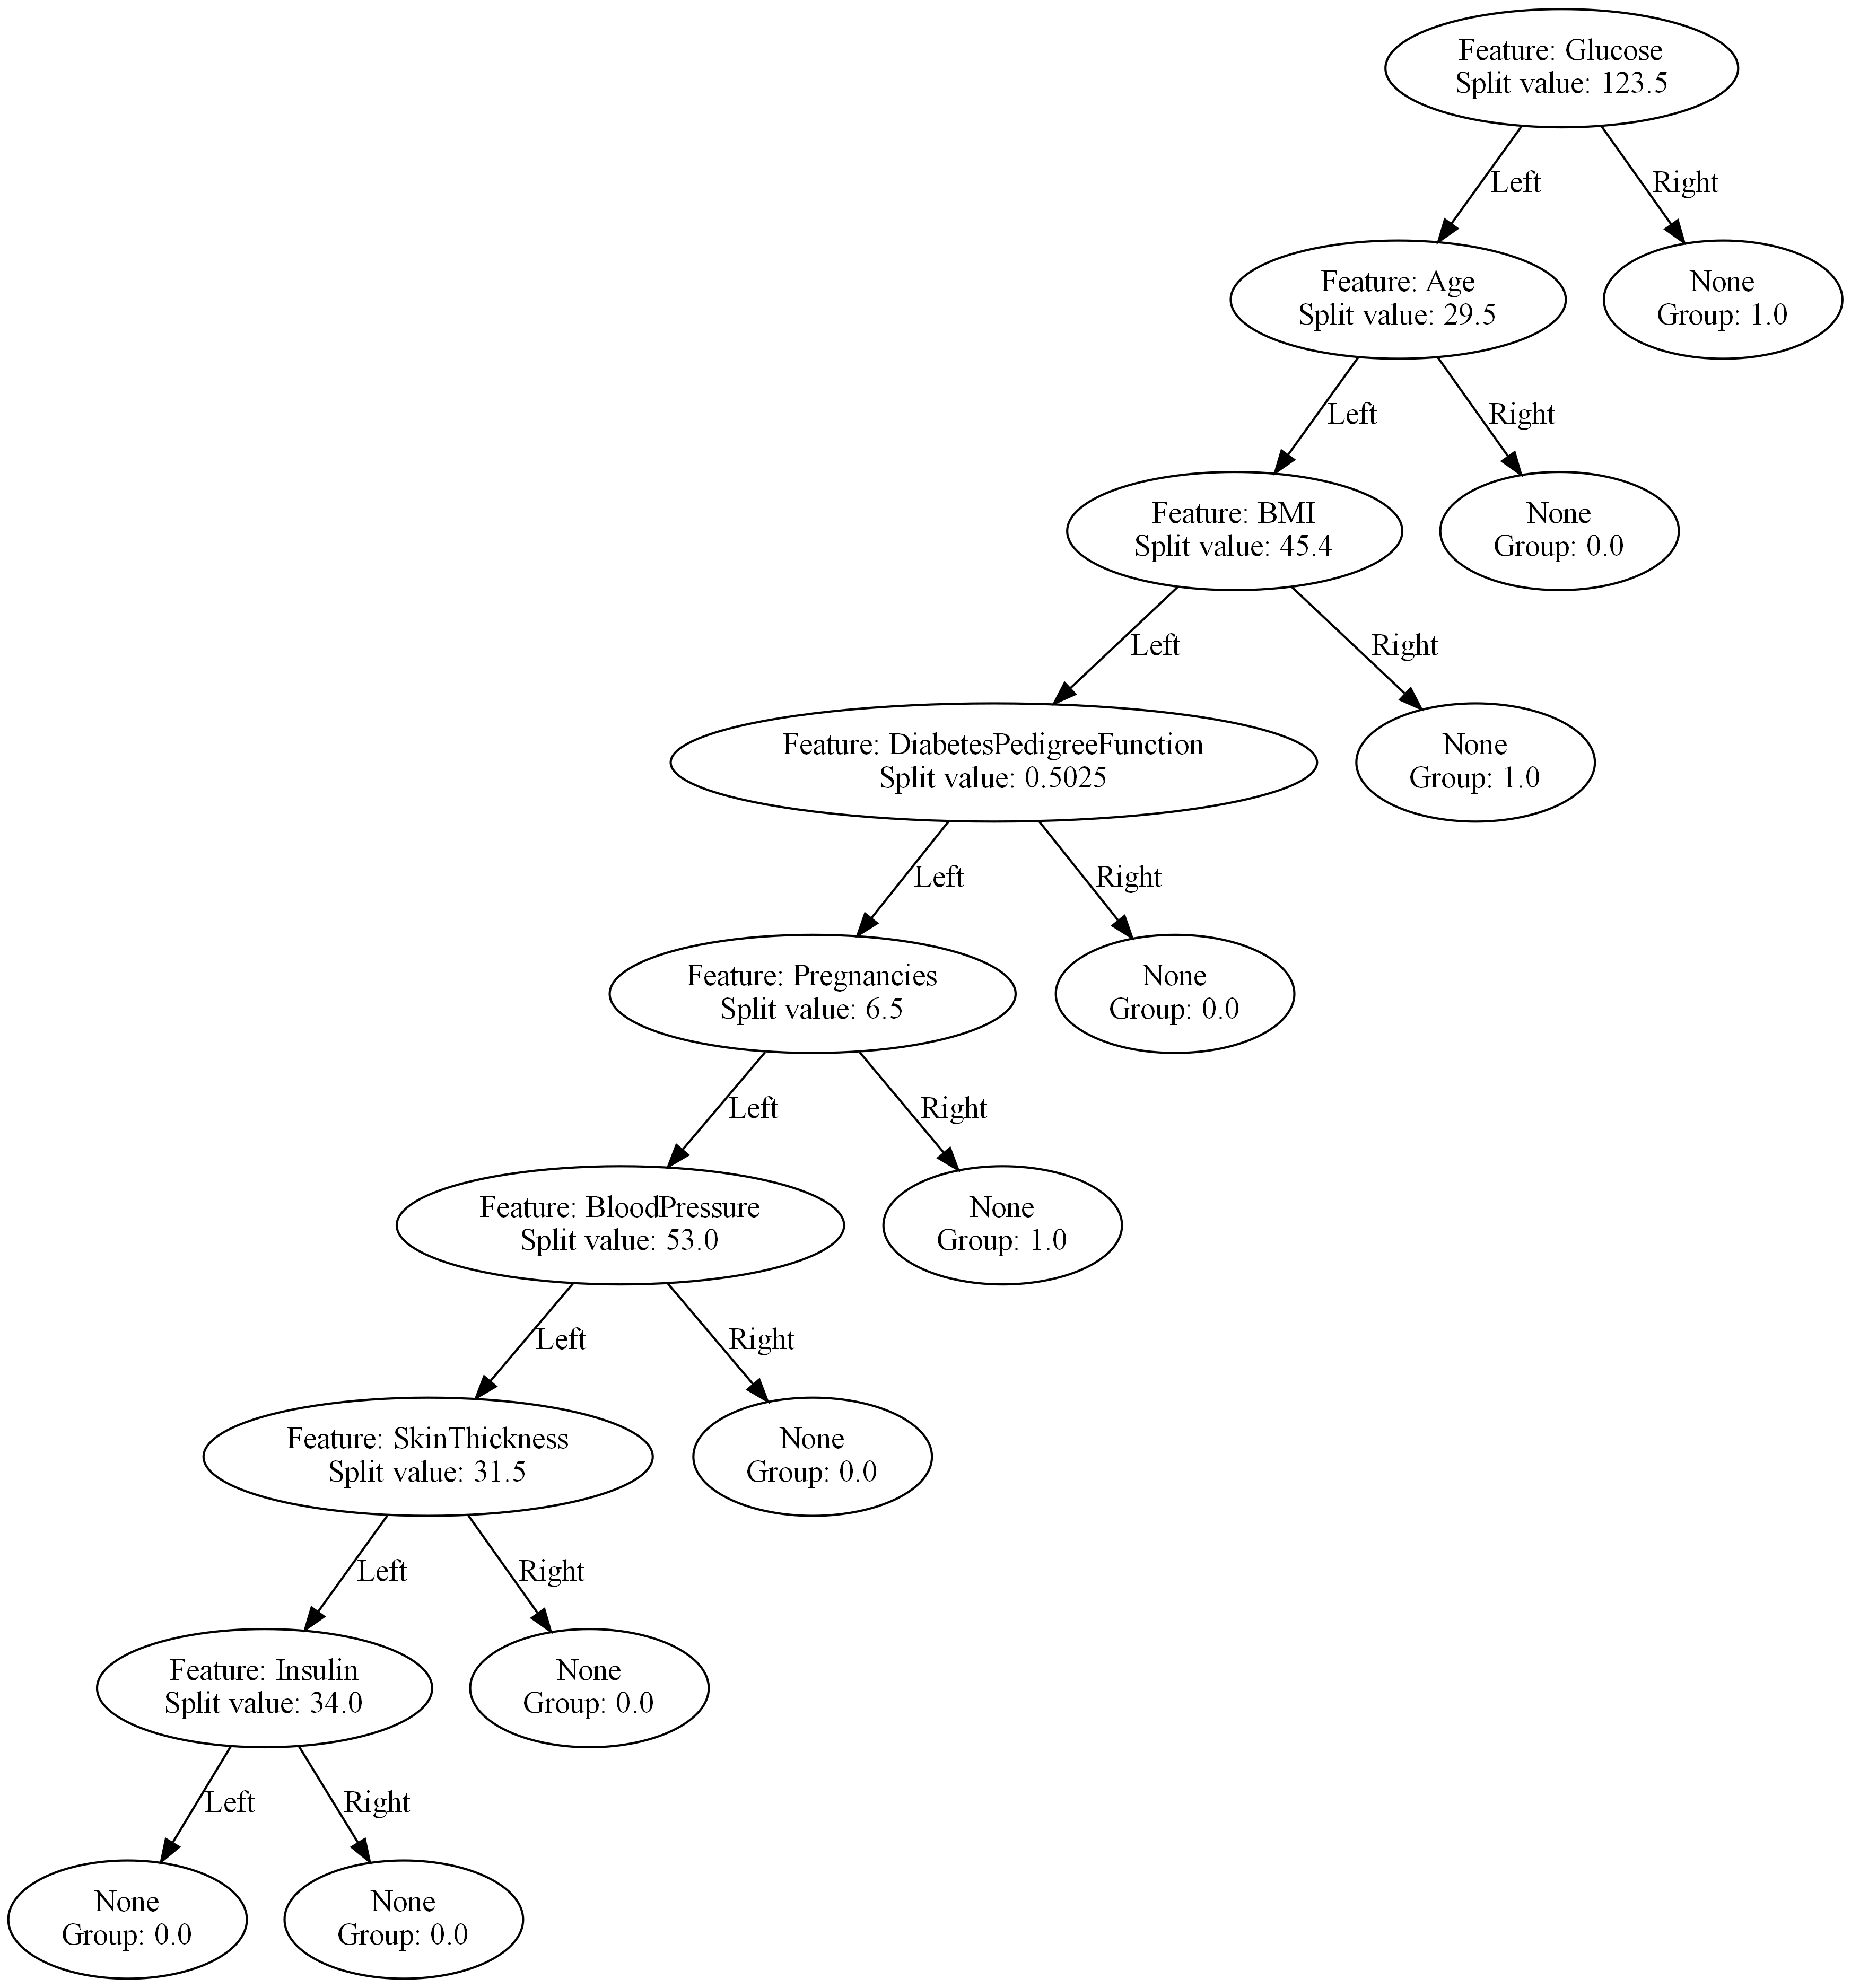 Feature: Glucose
Split value: 123.5
Left
Right
Feature: Age
Split value: 29.5
None
Group: 1.0
Left
Right
Feature: BMI
Split value: 45.4
None
Group: 0.0
Left
Right
Feature: DiabetesPedigreeFunction
Split value: 0.5025
None
Group: 1.0
Left
Right
Feature: Pregnancies
Split value: 6.5
None
Group: 0.0
Left
Right
Feature: BloodPressure
Split value: 53.0
None
Group: 1.0
Left
Right
Feature: SkinThickness
Split value: 31.5
None
Group: 0.0
Left
Right
Feature: Insulin
Split value: 34.0
None
Group: 0.0
Left
Right
None
Group: 0.0
None
Group: 0.0